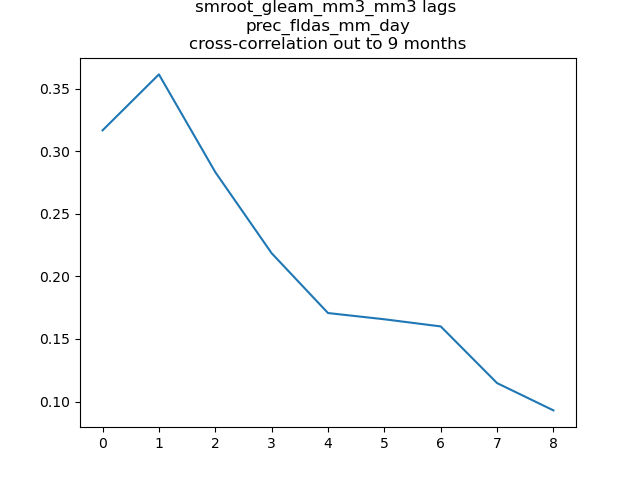 smroot_gleam_mm3_mm3 lags
prec_fldas_mm_day
cross-correlation out to 9 months
0.35
0.30
0.25
0.20
0.15
0.10
0 1 2 3 4 5 6 7 8